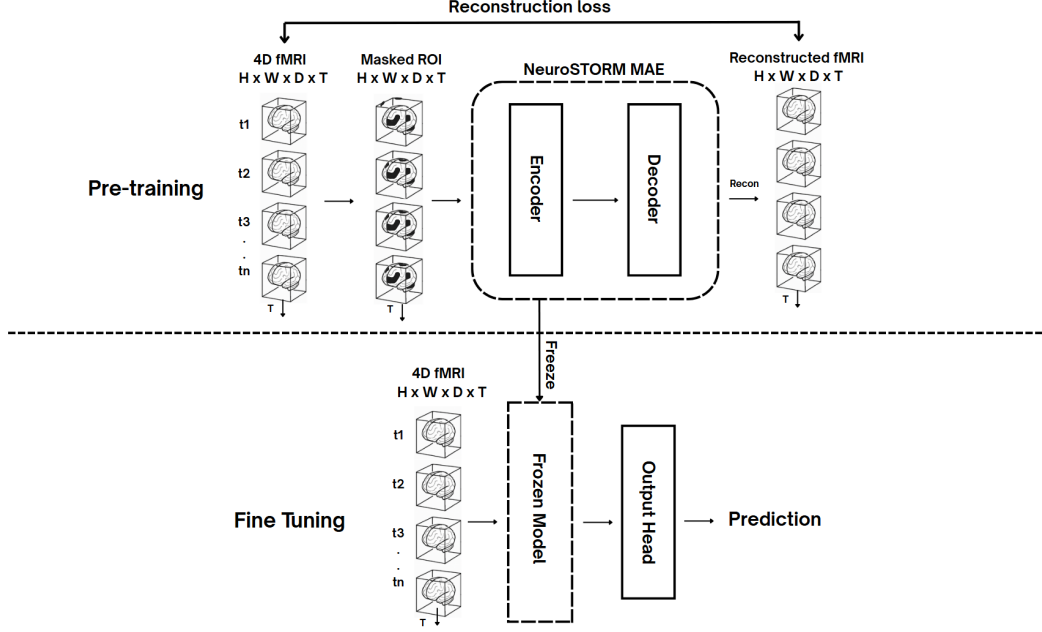 Reconstruction loss
4D fMRI
H x W x D x T
Masked ROI
H x W x D x T
NeuroSTORM MAE
Reconstructed fMRI
H x W x D x T
t1
t2
t3
.
.
tn
T
T
Pre-training
Encoder
Decoder
Recon
T
Freeze
4D fMRI
H x W x D x T
t1
t2
t3
.
.
tn
T
Fine Tuning
Frozen Model
Output Head
Prediction